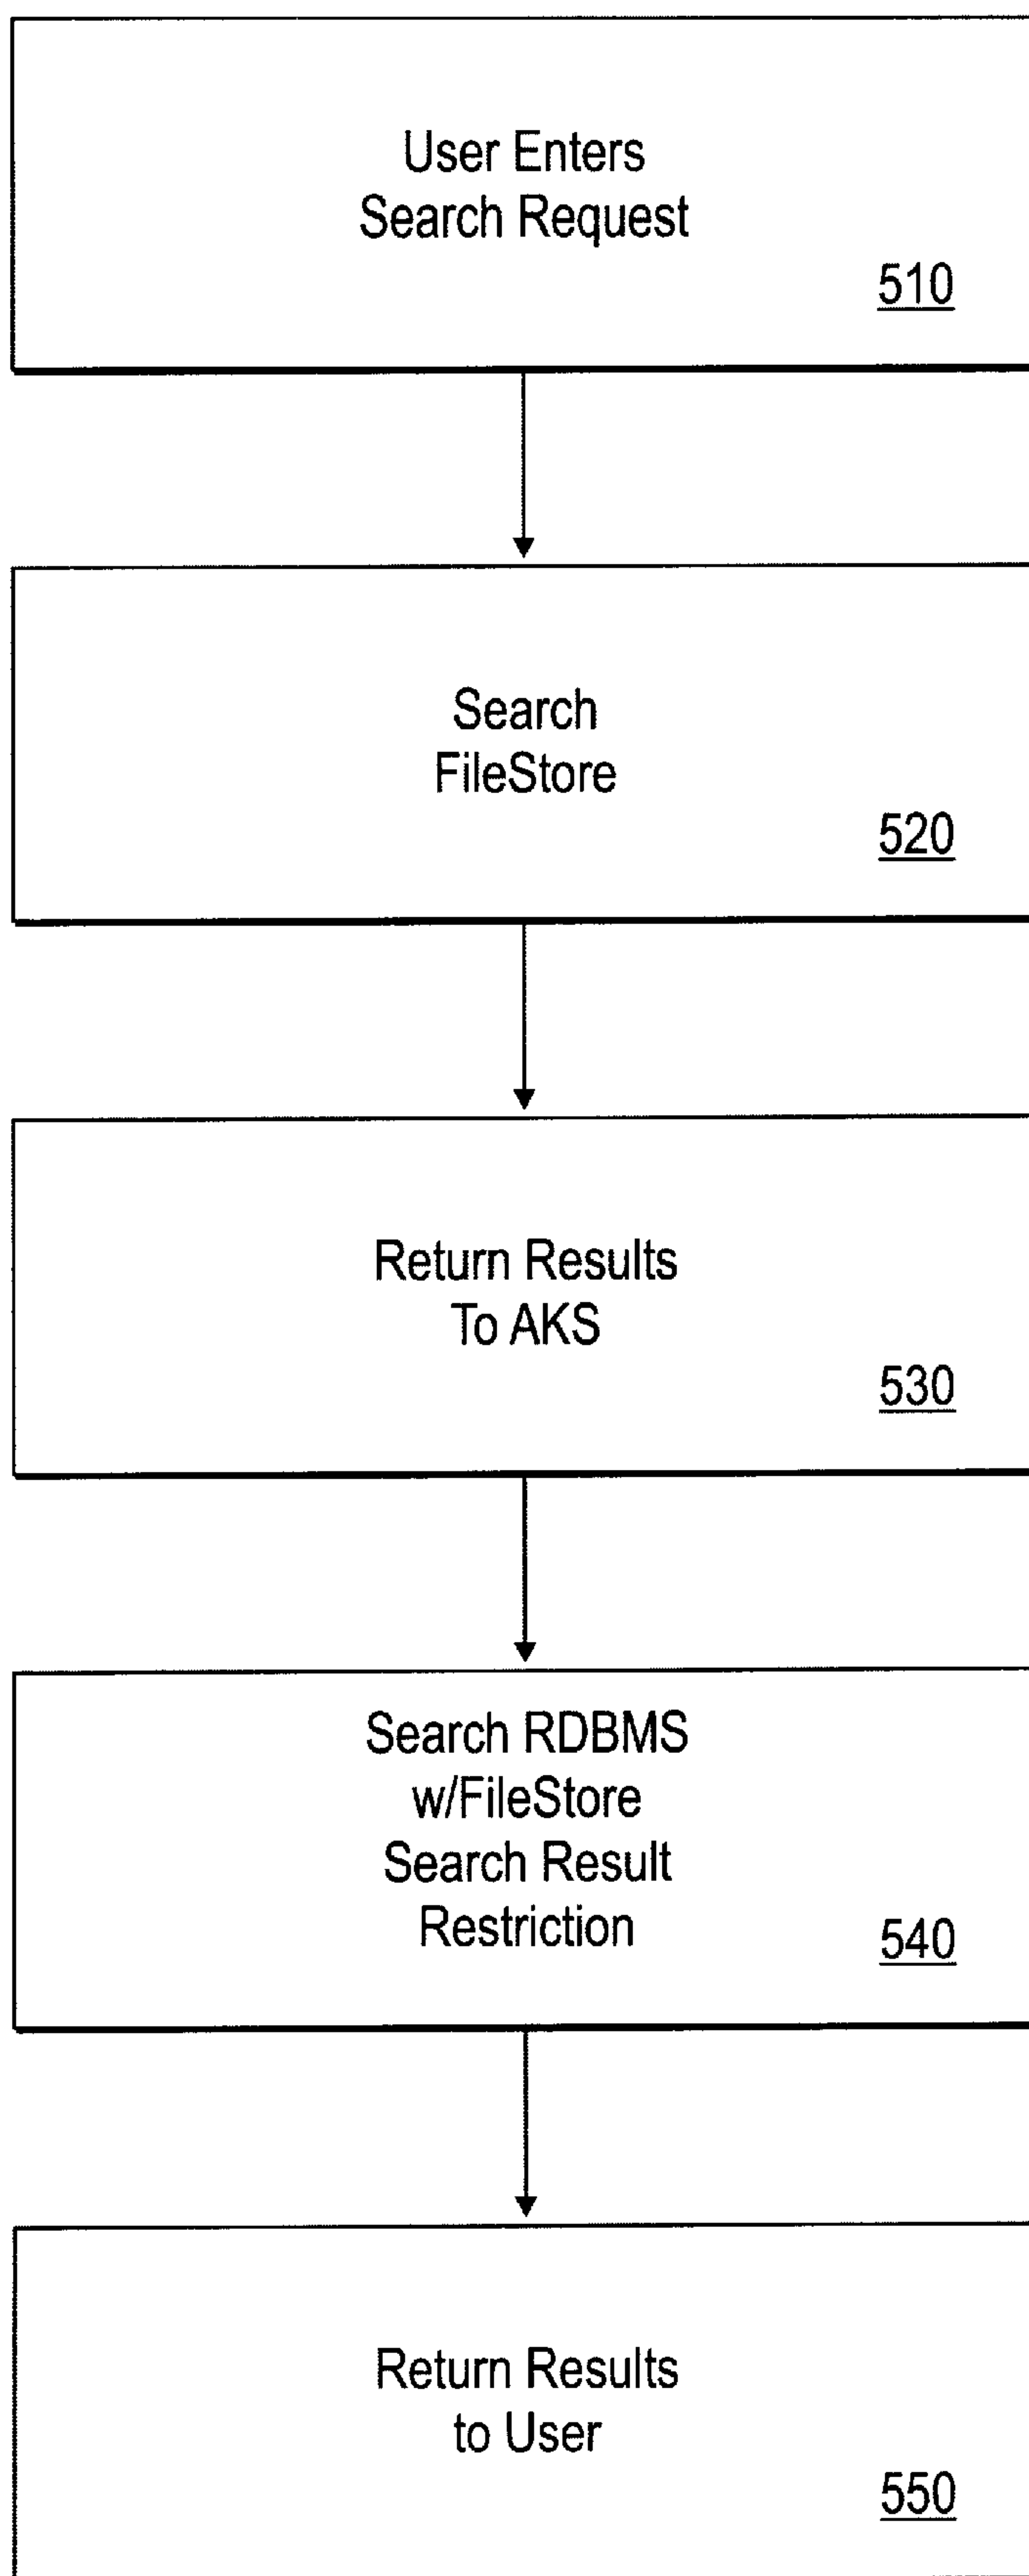 User Enters
Search Request
510
Search
FileStore
520
Return Results
To AKS
530
Search RDBMS
w/FileStore
Search Result
Restriction
540
Return Results
to User
550